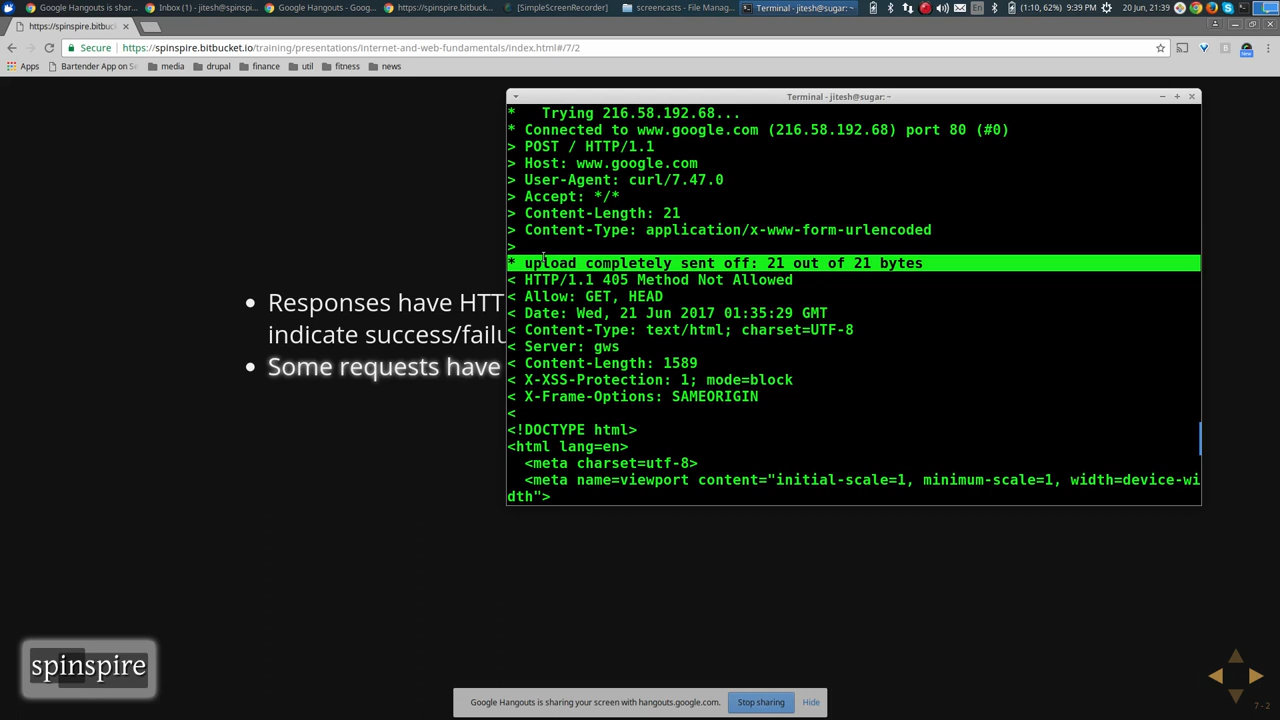 Google Hangouts is shar...
Inbox (1) - jitesh@spinspi...
Google Hangouts - Goog...
https://spinspire.bitbuck...
[SimpleScreenRecorder]
screencasts - File Manag...
Terminal - jitesh@sugar: ~
En
(1:10, 62%) 9:39 PM
20 Jun, 21:39
https://spinspire.bitbuc
Secure
https://spinspire.bitbucket.io/training/presentations/internet-and-web-fundamentals/index.html#/7/2
Apps
Bartender App on S
media
drupal
finance
util
fitness
news
Terminal - jitesh@sugar: ~
*   Trying 216.58.192.68...
* Connected to www.google.com (216.58.192.68) port 80 (#0)
> POST / HTTP/1.1
> Host: www.google.com
> User-Agent: curl/7.47.0
> Accept: */*
> Content-Length: 21
> Content-Type: application/x-www-form-urlencoded
>
* upload completely sent off: 21 out of 21 bytes
< HTTP/1.1 405 Method Not Allowed
< Allow: GET, HEAD
< Date: Wed, 21 Jun 2017 01:35:29 GMT
< Content-Type: text/html; charset=UTF-8
< Server: gws
< Content-Length: 1589
< X-XSS-Protection: 1; mode=block
< X-Frame-Options: SAMEORIGIN
<
<!DOCTYPE html>
<html lang=en>
  <meta charset=utf-8>
  <meta name=viewport content="initial-scale=1, minimum-scale=1, width=device-wi
dth">
• Responses have HTT
indicate success/failu
• Some requests have
spinspire
Google Hangouts is sharing your screen with hangouts.google.com.
Stop sharing
Hide
7 - 2